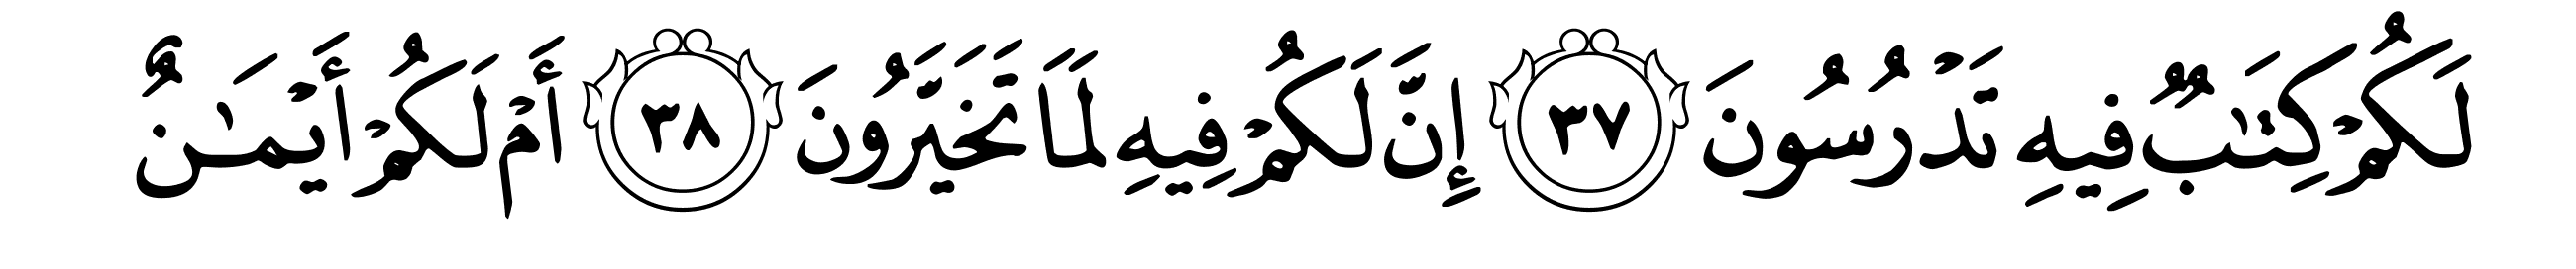 لَكُمۡ كِتَٰبٞ فِيهِ تَدۡرُسُونَ ٣٧ إِنَّ لَكُمۡ فِيهِ لَمَا تَخَيَّرُونَ ٣٨ أَمۡ لَكُمۡ أَيۡمَٰنٌ